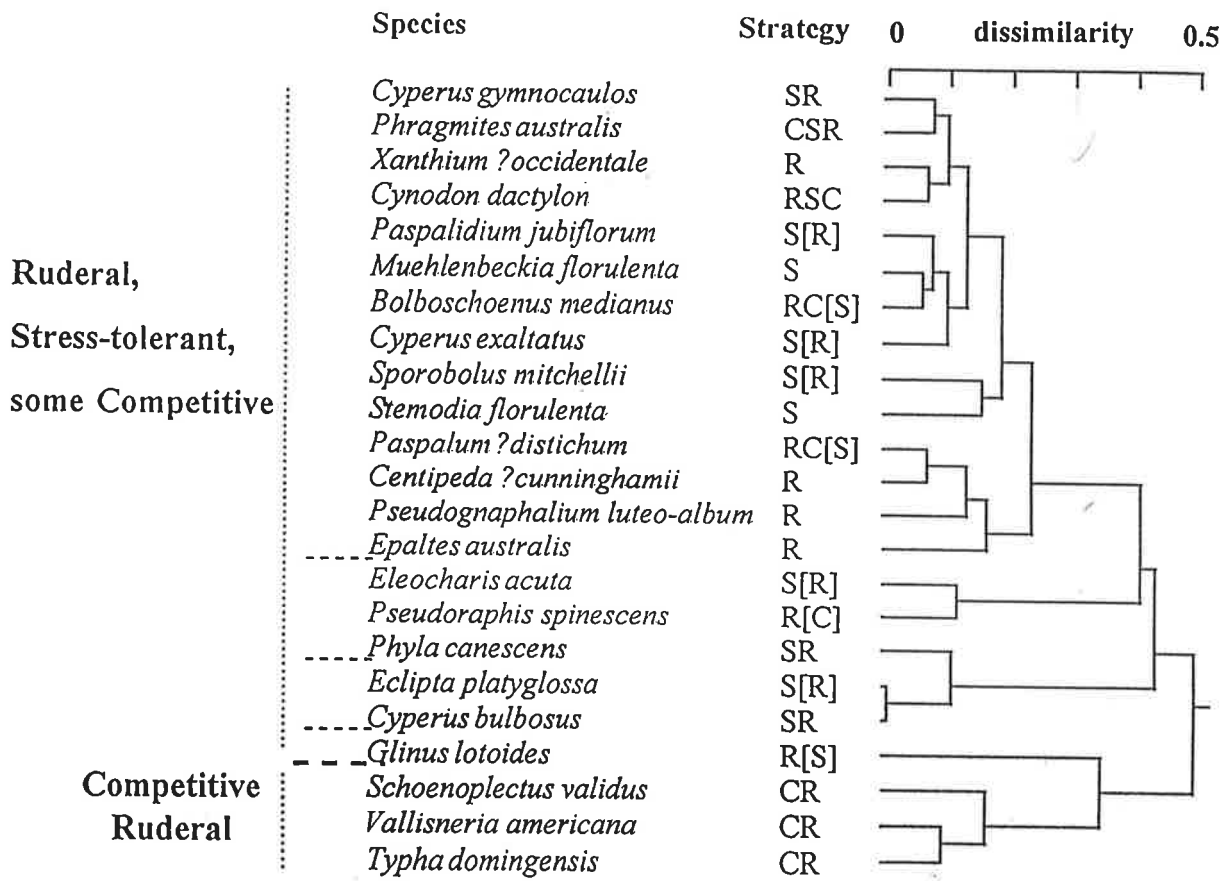 Species Strategy 0 dissimilarity 0.5
Cyperus gymnocaulos SR
Phragmites australis CSR
Xanthium ?occidentale R
Cynodon dactylon RSC
Paspalidium jubiflorum S[R]
Ruderal,
Muehlenbeckia florulenta S
Bolboschoenus medianus RC[S]
Stress-tolerant,
Cyperus exaltatus S[R]
Sporobolus mitchellii S[R]
some Competitive
Stemodia florulenta S
Paspalum ?distichum RC[S]
Centipeda ?cunninghamii R
Pseudognaphalium luteo-album R
Epaltes australis R
Eleocharis acuta S[R]
Pseudoraphis spinescens R[C]
Phyla canescens SR
Eclipta platyglossa S[R]
Cyperus bulbosus SR
Glinus lotoides R[S]
Competitive
Schoenoplectus validus CR
Ruderal
Vallisneria americana CR
Typha domingensis CR